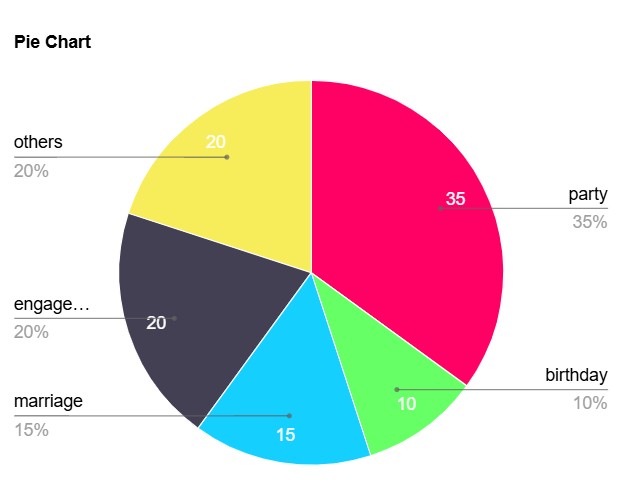 Pie Chart
others
20
20%
35
party
35%
engage…
20
20%
birthday
10
10%
marriage
15
15%